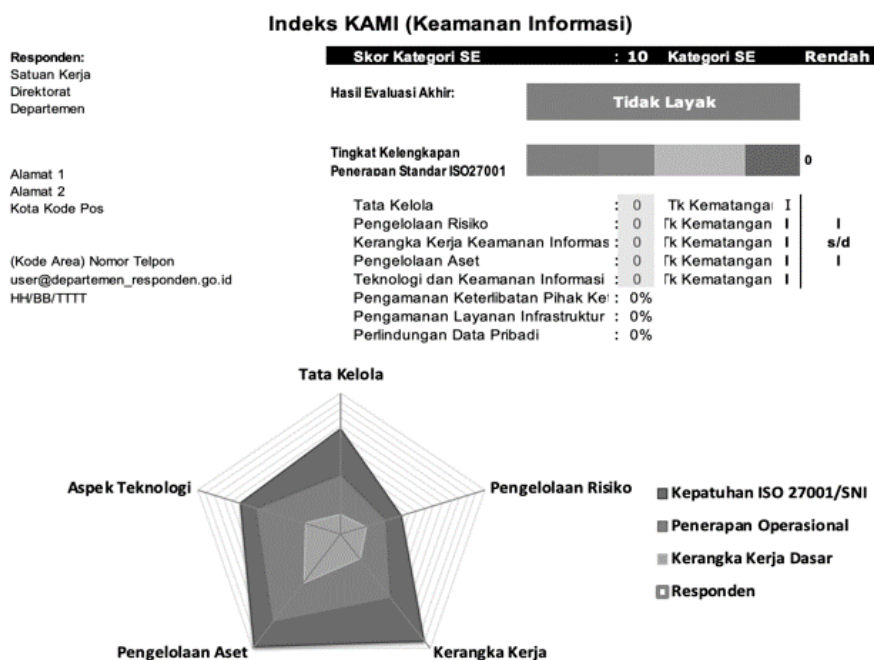 Indeks KAMI (Keamanan Informasi)
Responden:
Satuan Kerja
Direktorat
Departemen
Alamat 1
Alamat 2
Kota Kode Pos
(Kode Area) Nomor Telpon
user@departemen_responden.go.id
HH/BB/TTTT
Skor Kategori SE : 10 Kategori SE Rendah
Hasil Evaluasi Akhir: Tidak Layak
Tingkat Kelengkapan
Penerapan Standar ISO27001 0
Tata Kelola : 0 Tk Kematangan I
Pengelolaan Risiko : 0 Tk Kematangan I I
Kerangka Kerja Keamanan Informas : 0 Tk Kematangan I s/d
Pengelolaan Aset : 0 Tk Kematangan I I
Teknologi dan Keamanan Informasi : 0 Tk Kematangan I
Pengamanan Keterlibatan Pihak Ket : 0%
Pengamanan Layanan Infrastruktur : 0%
Perlindungan Data Pribadi : 0%
Tata Kelola
Aspek Teknologi
Pengelolaan Risiko
Pengelolaan Aset
Kerangka Kerja
Kepatuhan ISO 27001/SNI
Penerapan Operasional
Kerangka Kerja Dasar
Responden